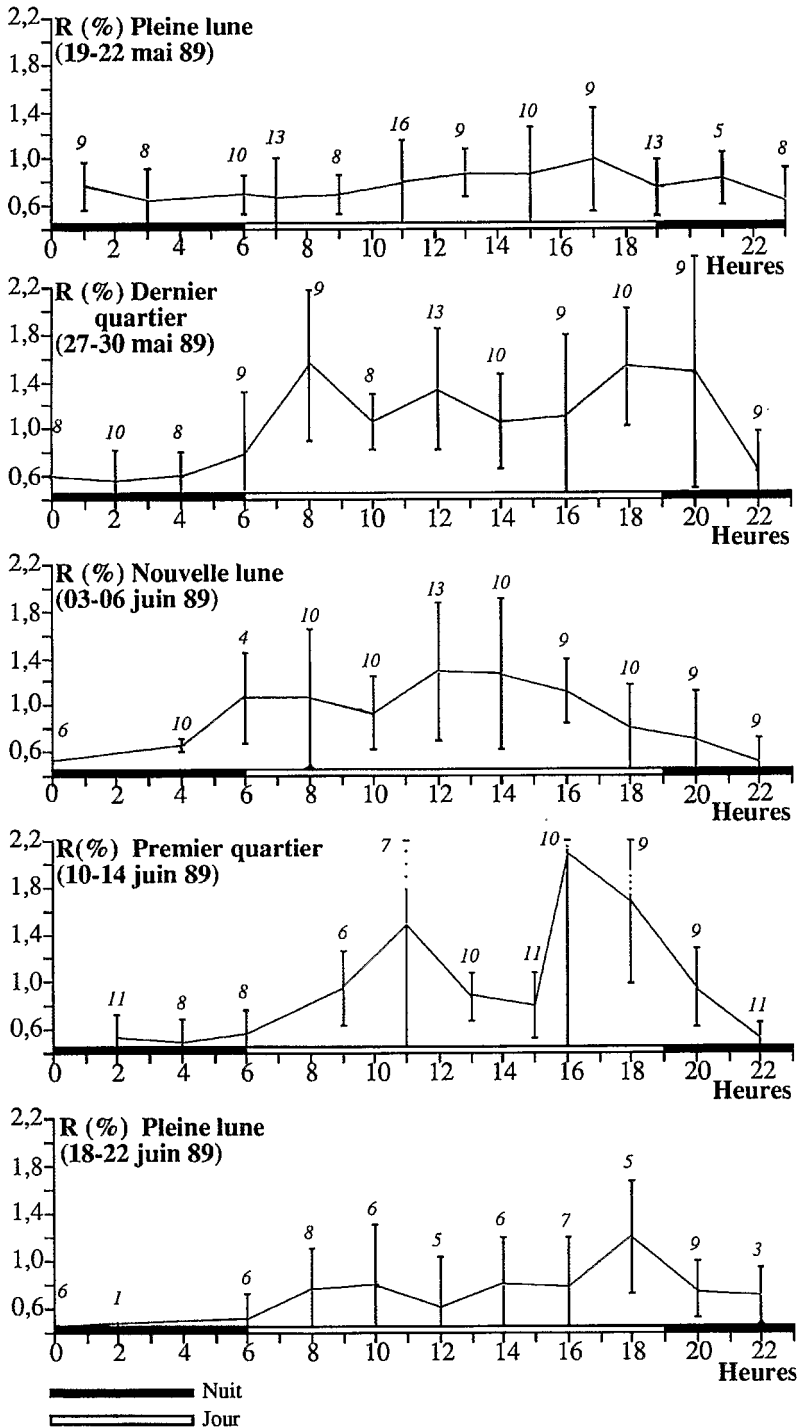 2,2
R (%) Pleine lune
(19-22 mai 89)
1,8
1,4
1,0
0,6
9 8 10 13 8 16 9 10 9 13 5 8
0 2 4 6 8 10 12 14 16 18 20 22
Heures
2,2
R (%) Dernier
quartier
(27-30 mai 89)
1,8
1,4
1,0
0,6
8 10 8 9 9 8 13 10 9 10 9 9
0 2 4 6 8 10 12 14 16 18 20 22
Heures
2,2
R (%) Nouvelle lune
(03-06 juin 89)
1,8
1,4
1,0
0,6
6 10 4 10 10 13 10 9 10 9 9
0 2 4 6 8 10 12 14 16 18 20 22
Heures
2,2
R(%) Premier quartier
(10-14 juin 89)
1,8
1,4
1,0
0,6
11 8 8 6 7 10 11 10 9 9 11
0 2 4 6 8 10 12 14 16 18 20 22
Heures
2,2
R (%) Pleine lune
(18-22 juin 89)
1,8
1,4
1,0
0,6
6 1 6 8 6 5 6 7 5 9 3
0 2 4 6 8 10 12 14 16 18 20 22
Heures
Nuit
Jour